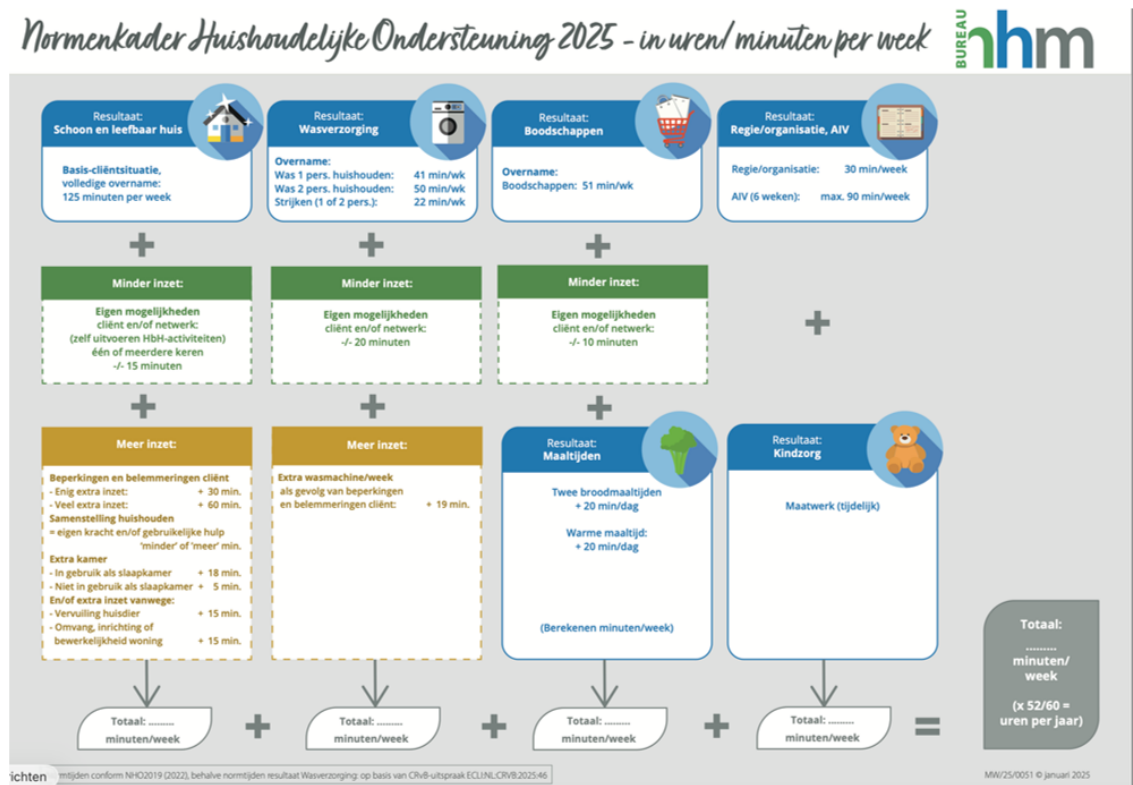 Normenkader Huishoudelijke Ondersteuning 2025 - in uren/ minuten per week
BUREAU
nhm
Resultaat:
Schoon en leefbaar huis
Basis-cliëntsituatie,
volledige overname:
125 minuten per week
Resultaat:
Wasverzorging
Overname:
Was 1 pers. huishouden: 41 min/wk
Was 2 pers. huishouden: 50 min/wk
Strijken (1 of 2 pers.): 22 min/wk
Resultaat:
Boodschappen
Overname:
Boodschappen: 51 min/wk
Resultaat:
Regie/organisatie, AIV
Regie/organisatie: 30 min/week
AIV (6 weken): max. 90 min/week
+
+
+
Minder inzet:
Eigen mogelijkheden
cliënt en/of netwerk:
(zelf uitvoeren HbH-activiteiten)
één of meerdere keren
-/- 15 minuten
Minder inzet:
Eigen mogelijkheden
cliënt en/of netwerk:
-/- 20 minuten
Minder inzet:
Eigen mogelijkheden
cliënt en/of netwerk:
-/- 10 minuten
+
+
+
+
Meer inzet:
Beperkingen en belemmeringen cliënt
- Enig extra inzet: + 30 min.
- Veel extra inzet: + 60 min.
Samenstelling huishouden
= eigen kracht en/of gebruikelijke hulp
'minder' of 'meer' min.
Extra kamer
- In gebruik als slaapkamer + 18 min.
- Niet in gebruik als slaapkamer + 5 min.
En/of extra inzet vanwege:
- Vervuiling huisdier + 15 min.
- Omvang, inrichting of
bewerkelijkheid woning + 15 min.
Meer inzet:
Extra wasmachine/week
als gevolg van beperkingen
en belemmeringen cliënt: + 19 min.
Resultaat:
Maaltijden
Twee broodmaaltijden
+ 20 min/dag
Warme maaltijd:
+ 20 min/dag
(Berekenen minuten/week)
Resultaat:
Kindzorg
Maatwerk (tijdelijk)
Totaal: .........
minuten/week
+
Totaal: .........
minuten/week
+
Totaal: .........
minuten/week
+
Totaal: .........
minuten/week
=
Totaal:
.........
minuten/
week
(x 52/60 =
uren per jaar)
richten
rmtijden conform NHO2019 (2022), behalve normtijden resultaat Wasverzorging: op basis van CRvB-uitspraak ECLI:NL:CRVB:2025:46
MW/25/0051 © januari 2025